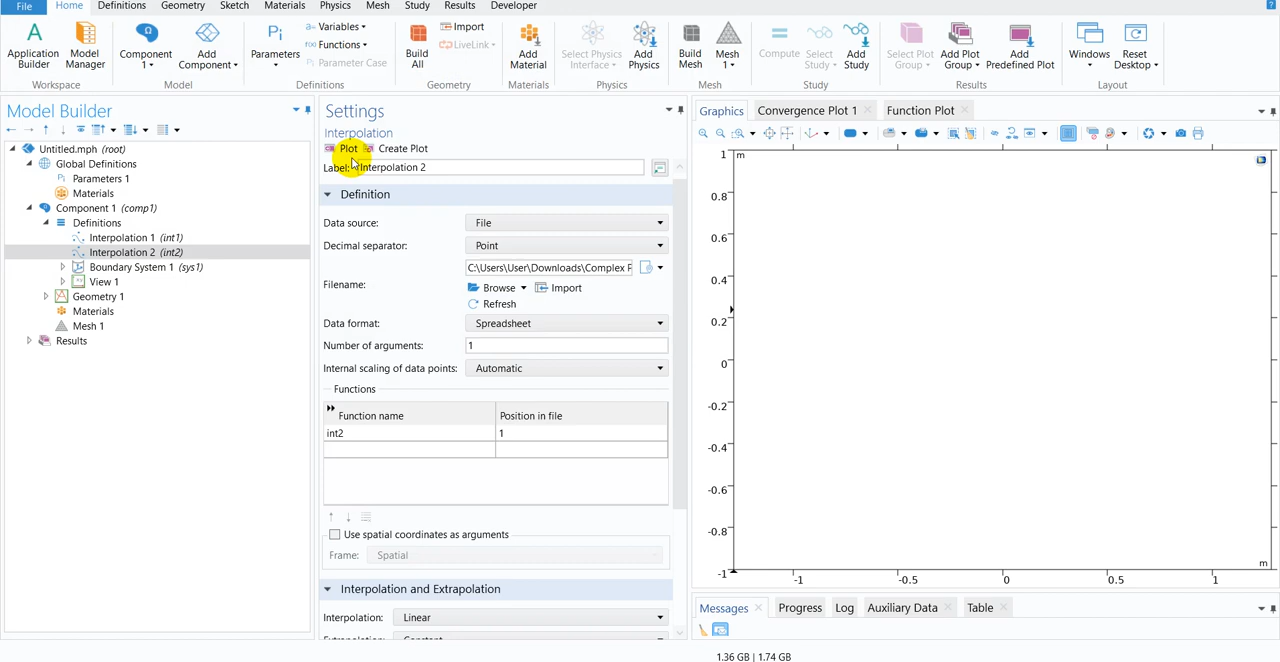 File Home Definitions Geometry Sketch Materials Physics Mesh Study Results Developer
Application Builder
Model Manager
Workspace
Component 1
Add Component
Model
Parameters
a= Variables
f(x) Functions
Pi Parameter Case
Definitions
Build All
Import
LiveLink
Geometry
Add Material
Materials
Select Physics Interface
Add Physics
Physics
Build Mesh
Mesh 1
Mesh
Compute
Select Study
Add Study
Study
Select Plot Group
Add Plot Group
Add Predefined Plot
Results
Windows
Reset Desktop
Layout
Model Builder
Untitled.mph (root)
Global Definitions
Parameters 1
Materials
Component 1 (comp1)
Definitions
Interpolation 1 (int1)
Interpolation 2 (int2)
Boundary System 1 (sys1)
View 1
Geometry 1
Materials
Mesh 1
Results
Settings
Interpolation
Plot Create Plot
Label: Interpolation 2
Definition
Data source: File
Decimal separator: Point
C:\Users\User\Downloads\Complex
Filename:
Browse Import
Refresh
Data format: Spreadsheet
Number of arguments: 1
Internal scaling of data points: Automatic
Functions
Function name Position in file
int2 1
Use spatial coordinates as arguments
Frame: Spatial
Interpolation and Extrapolation
Interpolation: Linear
Graphics Convergence Plot 1 Function Plot
m
1
0.8
0.6
0.4
0.2
0
-0.2
-0.4
-0.6
-0.8
-1
m
-1 -0.5 0 0.5 1
Messages Progress Log Auxiliary Data Table
1.36 GB | 1.74 GB